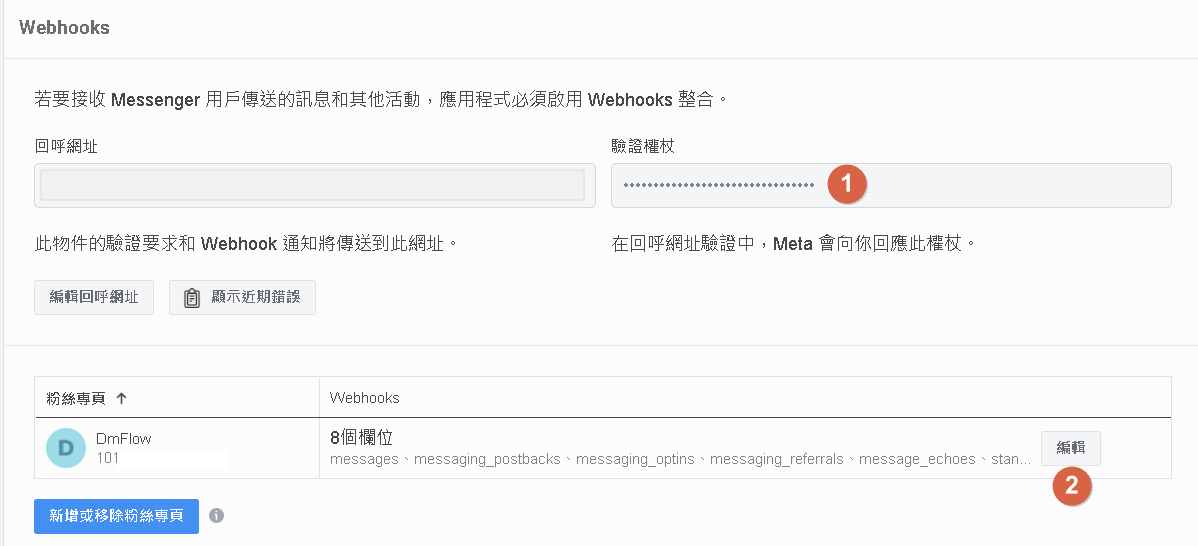 Webhooks
若要接收 Messenger 用戶傳送的訊息和其他活動，應用程式必須啟用 Webhooks 整合。
回呼網址
驗證權杖
••••••••••••••••••••••••••••••••
1
此物件的驗證要求和 Webhook 通知將傳送到此網址。
在回呼網址驗證中，Meta 會向你回應此權杖。
編輯回呼網址
顯示近期錯誤
粉絲專頁 ↑
Webhooks
D
DmFlow
101
8個欄位
messages、messaging_postbacks、messaging_optins、messaging_referrals、message_echoes、stan...
編輯
2
新增或移除粉絲專頁